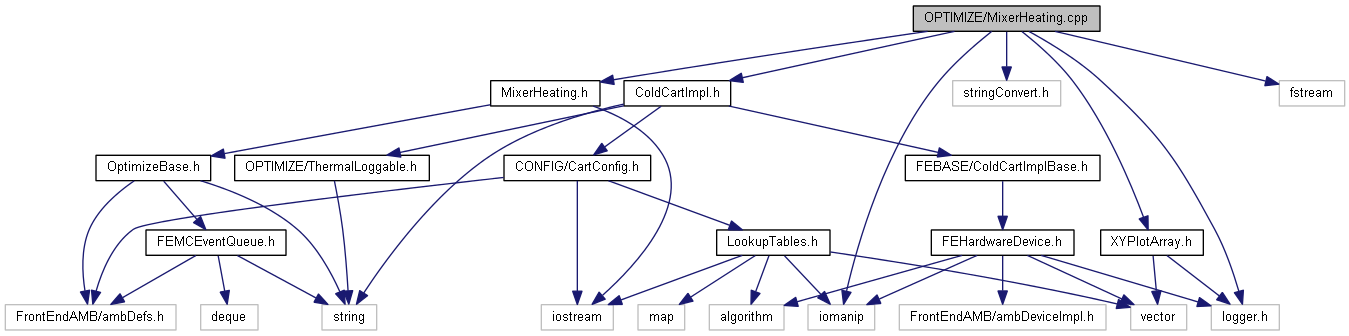 OPTIMIZE/MixerHeating.cpp
MixerHeating.h
ColdCartImpl.h
stringConvert.h
fstream
OptimizeBase.h
OPTIMIZE/ThermalLoggable.h
CONFIG/CartConfig.h
FEBASE/ColdCartImplBase.h
FEMCEventQueue.h
LookupTables.h
FEHardwareDevice.h
XYPlotArray.h
FrontEndAMB/ambDefs.h
deque
string
iostream
map
algorithm
iomanip
FrontEndAMB/ambDeviceImpl.h
vector
logger.h